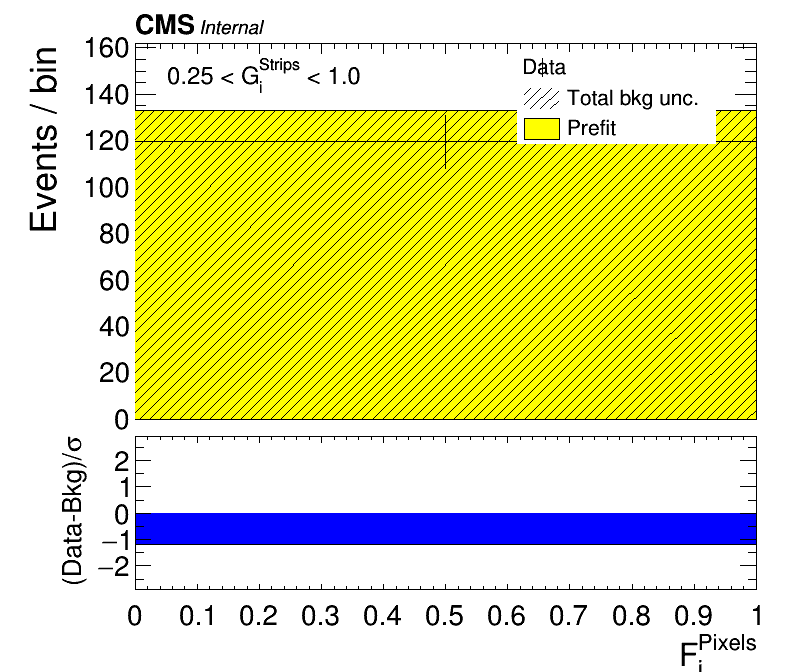 CMS Internal
Events / bin
160
140
120
100
80
60
40
20
0
0.25 < G_i^Strips < 1.0
Data
Total bkg unc.
Prefit
(Data-Bkg)/σ
2
1
0
−1
−2
0 0.1 0.2 0.3 0.4 0.5 0.6 0.7 0.8 0.9 1
F_i^Pixels